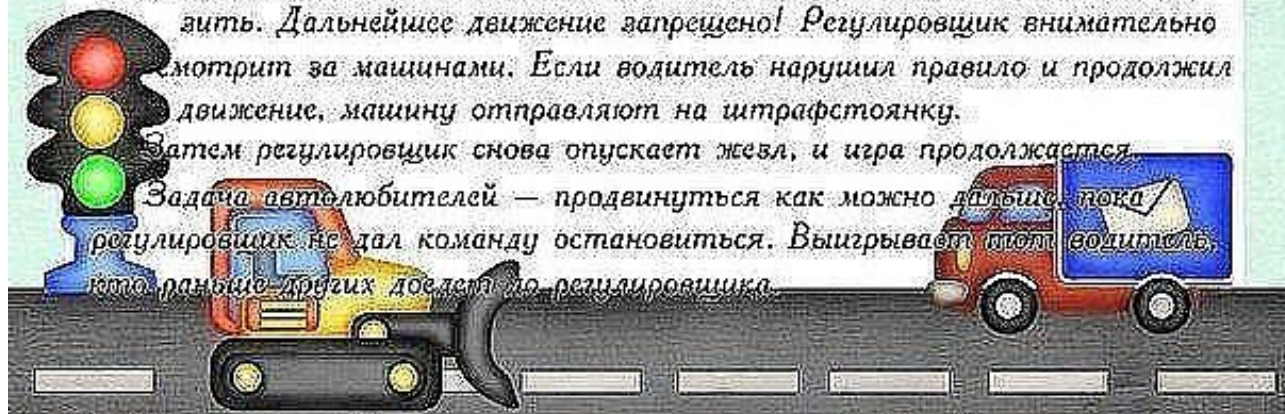 зить. Дальнейшее движение запрещено! Регулировщик внимательно
смотрит за машинами. Если водитель нарушил правило и продолжил
движение, машину отправляют на штрафстоянку.
Затем регулировщик снова опускает жезл, и игра продолжается.
Задача автолюбителей — продвинуться как можно дальше, пока
регулировщик не дал команду остановиться. Выигрывает тот водитель,
кто раньше других доедет до регулировщика.